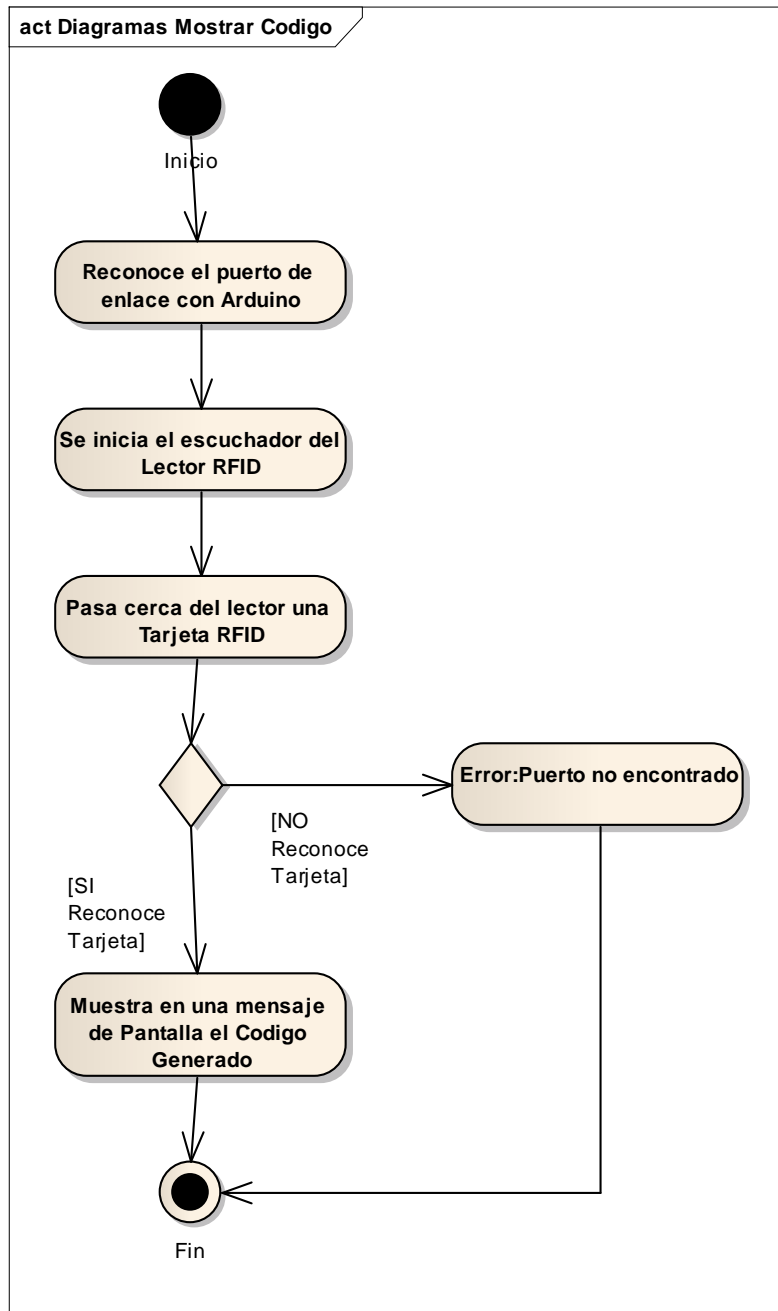 act Diagramas Mostrar Codigo
Inicio
Reconoce el puerto de
enlace con Arduino
Se inicia el escuchador del
Lector RFID
Pasa cerca del lector una
Tarjeta RFID
Error:Puerto no encontrado
[NO
Reconoce
Tarjeta]
[SI
Reconoce
Tarjeta]
Muestra en una mensaje
de Pantalla el Codigo
Generado
Fin